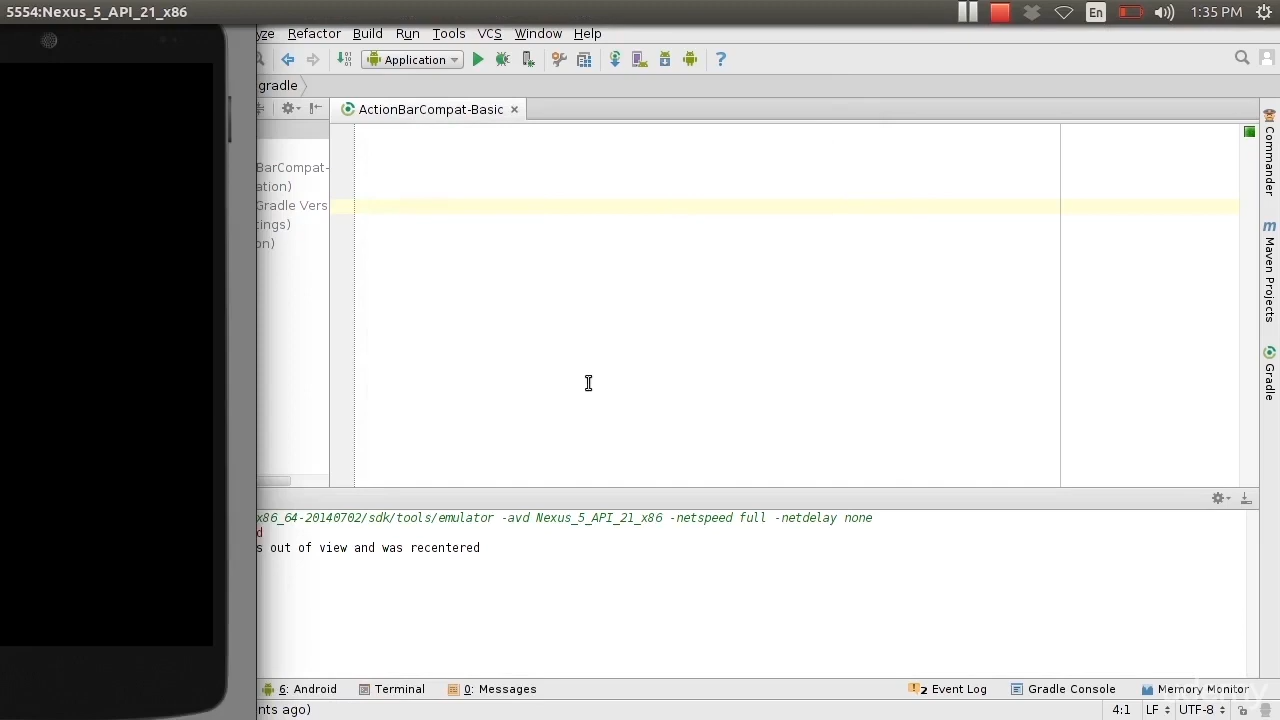 5554:Nexus_5_API_21_x86
En
1:35 PM
yze Refactor Build Run Tools VCS Window Help
Application
gradle
ActionBarCompat-Basic
BarCompat-
ation)
Gradle Vers
tings)
on)
Commander
Maven Projects
Gradle
x86_64-20140702/sdk/tools/emulator -avd Nexus_5_API_21_x86 -netspeed full -netdelay none
d
s out of view and was recentered
6: Android
Terminal
0: Messages
2 Event Log
Gradle Console
Memory Monitor
nts ago)
4:1
LF
UTF-8